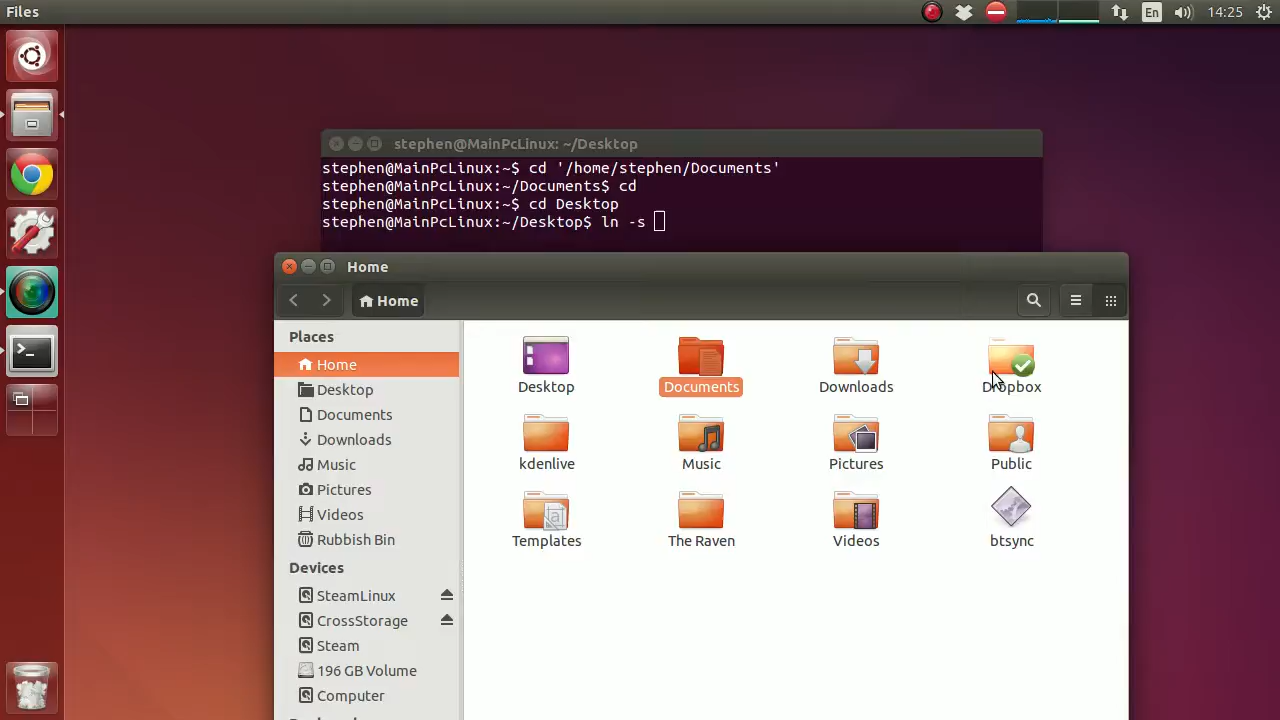 Files
En
14:25
stephen@MainPcLinux: ~/Desktop
stephen@MainPcLinux:~$ cd '/home/stephen/Documents'
stephen@MainPcLinux:~/Documents$ cd
stephen@MainPcLinux:~$ cd Desktop
stephen@MainPcLinux:~/Desktop$ ln -s
Home
Home
Places
Home
Desktop
Documents
Downloads
Music
Pictures
Videos
Rubbish Bin
Devices
SteamLinux
CrossStorage
Steam
196 GB Volume
Computer
Desktop
Documents
Downloads
Dropbox
kdenlive
Music
Pictures
Public
Templates
The Raven
Videos
btsync